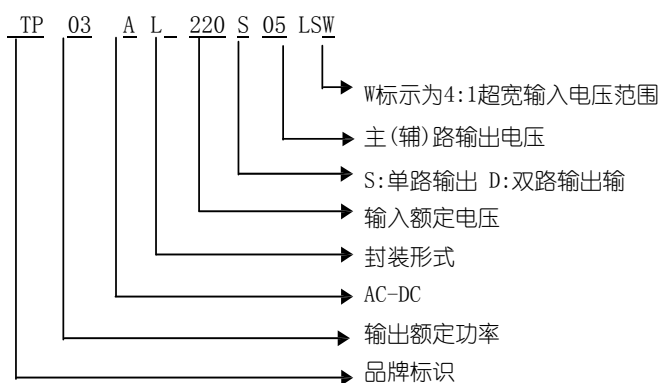 TP 03 A L 220 S 05 LSW
W标示为4:1超宽输入电压范围
主(辅)路输出电压
S:单路输出 D:双路输出输
输入额定电压
封装形式
AC-DC
输出额定功率
品牌标识